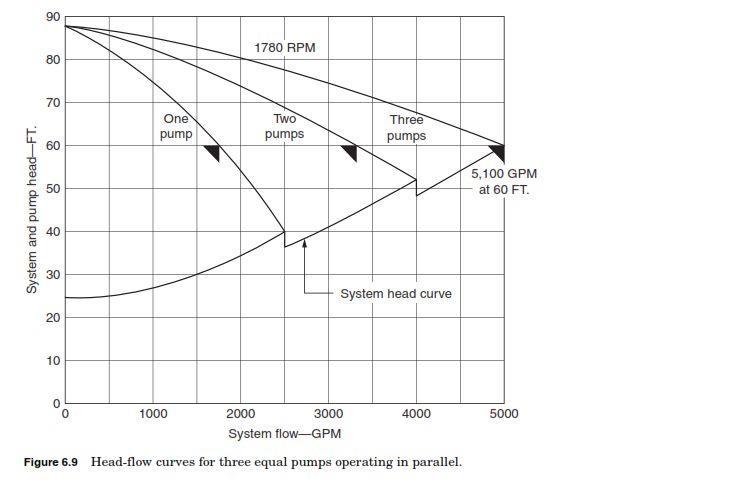 90
80
70
60
50
40
30
20
10
0
System and pump head—FT.
1780 RPM
One
pump
Two
pumps
Three
pumps
5,100 GPM
at 60 FT.
System head curve
0 1000 2000 3000 4000 5000
System flow—GPM
Figure 6.9 Head-flow curves for three equal pumps operating in parallel.